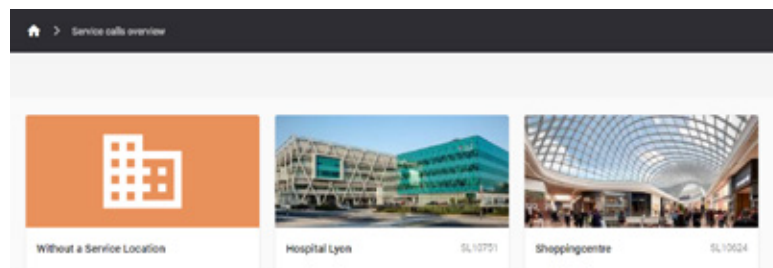 Service calls overview
Without a Service Location
Hospital Lyon SL10751
Shoppingcentre SL10624